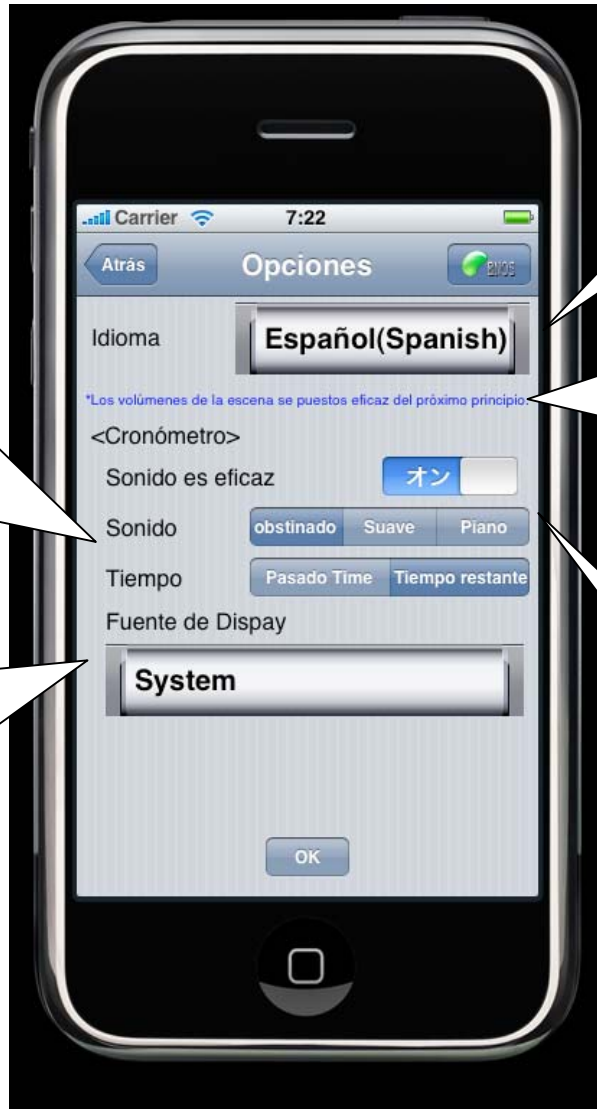 Carrier 7:22
Atrás Opciones BNOS
Idioma Español(Spanish)
*Los volúmenes de la escena se puestos eficaz del próximo principio.
<Cronómetro>
Sonido es eficaz オン
Sonido obstinado Suave Piano
Tiempo Pasado Time Tiempo restante
Fuente de Dispay
System
OK